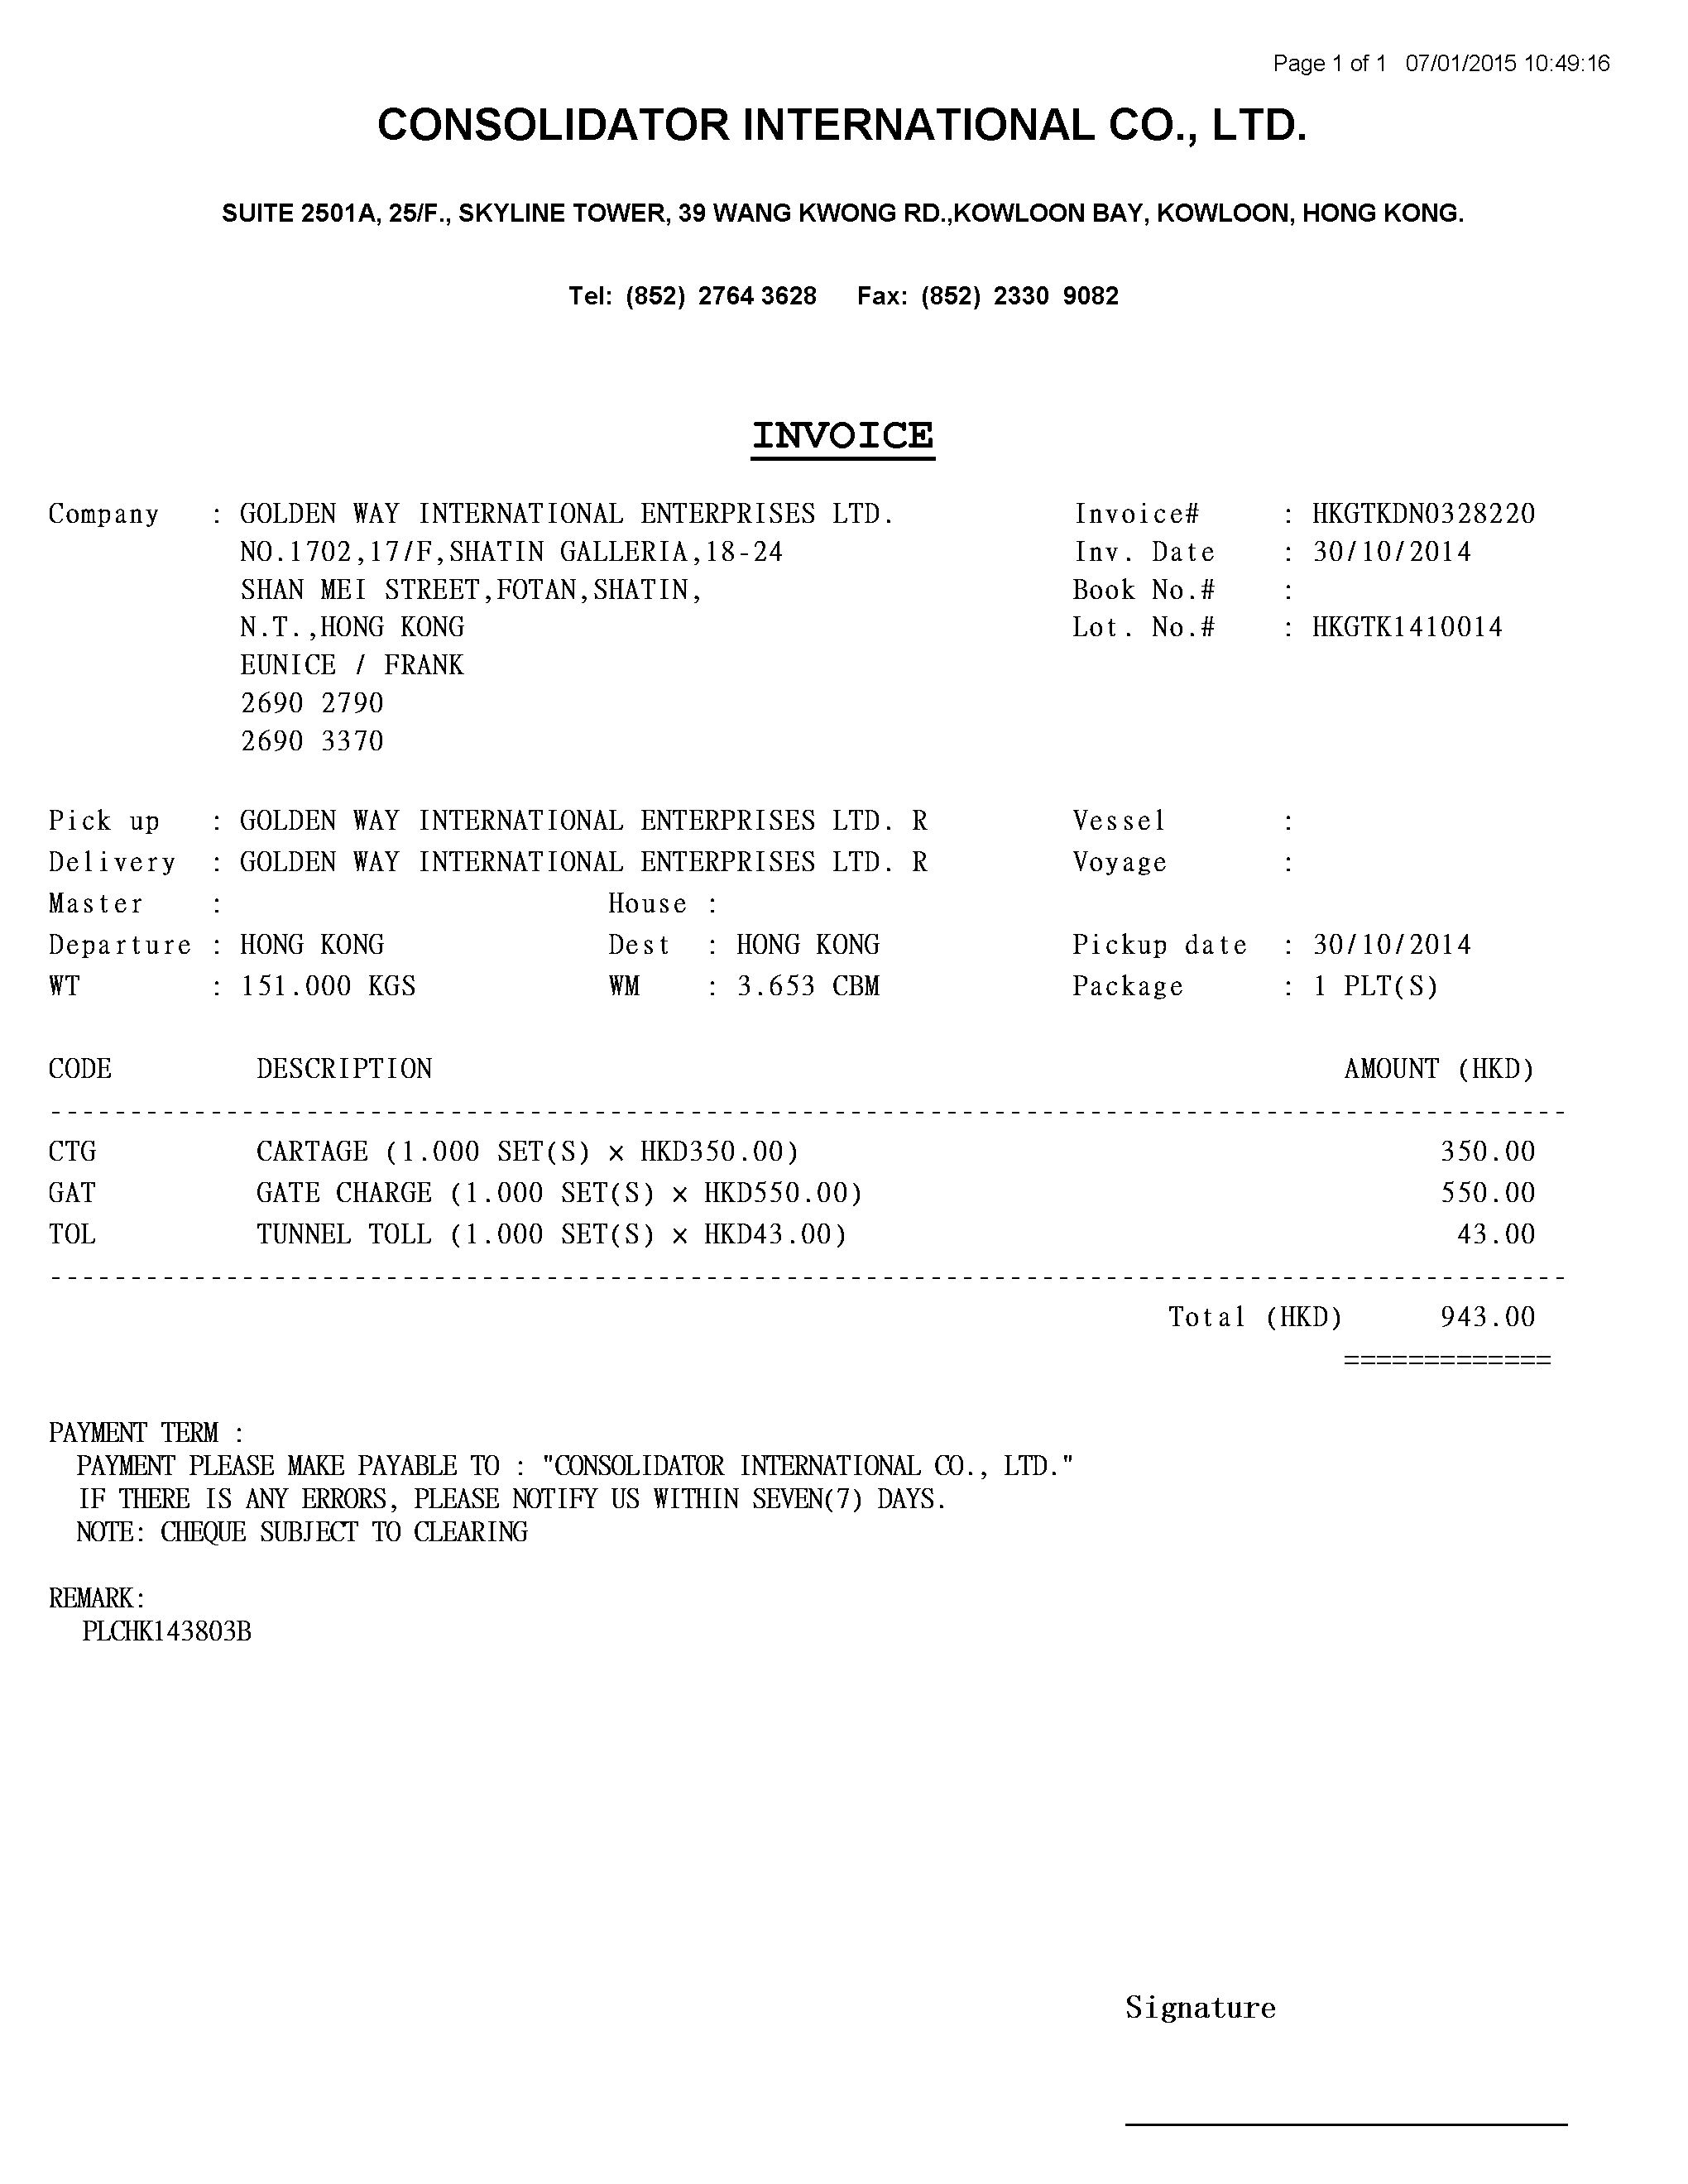 Page 1 of 1 07/01/2015 10:49:16
CONSOLIDATOR INTERNATIONAL CO., LTD.
SUITE 2501A, 25/F., SKYLINE TOWER, 39 WANG KWONG RD.,KOWLOON BAY, KOWLOON, HONG KONG.
Tel: (852) 2764 3628 Fax: (852) 2330 9082
INVOICE
Company : GOLDEN WAY INTERNATIONAL ENTERPRISES LTD. Invoice# : HKGTKDN0328220
NO.1702,17/F,SHATIN GALLERIA,18-24 Inv. Date : 30/10/2014
SHAN MEI STREET,FOTAN,SHATIN, Book No.# :
N.T.,HONG KONG Lot. No.# : HKGTK1410014
EUNICE / FRANK
2690 2790
2690 3370
Pick up : GOLDEN WAY INTERNATIONAL ENTERPRISES LTD. R Vessel :
Delivery : GOLDEN WAY INTERNATIONAL ENTERPRISES LTD. R Voyage :
Master : House :
Departure : HONG KONG Dest : HONG KONG Pickup date : 30/10/2014
WT : 151.000 KGS WM : 3.653 CBM Package : 1 PLT(S)
CODE DESCRIPTION AMOUNT (HKD)
CTG CARTAGE (1.000 SET(S) x HKD350.00) 350.00
GAT GATE CHARGE (1.000 SET(S) x HKD550.00) 550.00
TOL TUNNEL TOLL (1.000 SET(S) x HKD43.00) 43.00
Total (HKD) 943.00
=============
PAYMENT TERM :
PAYMENT PLEASE MAKE PAYABLE TO : "CONSOLIDATOR INTERNATIONAL CO., LTD."
IF THERE IS ANY ERRORS, PLEASE NOTIFY US WITHIN SEVEN(7) DAYS.
NOTE: CHEQUE SUBJECT TO CLEARING
REMARK:
PLCHK143803B
Signature